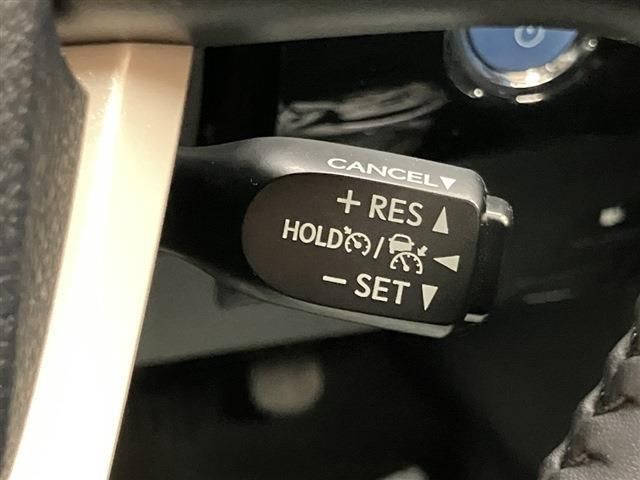 CANCEL▼
+ RES▲
HOLD / ◀
− SET▼